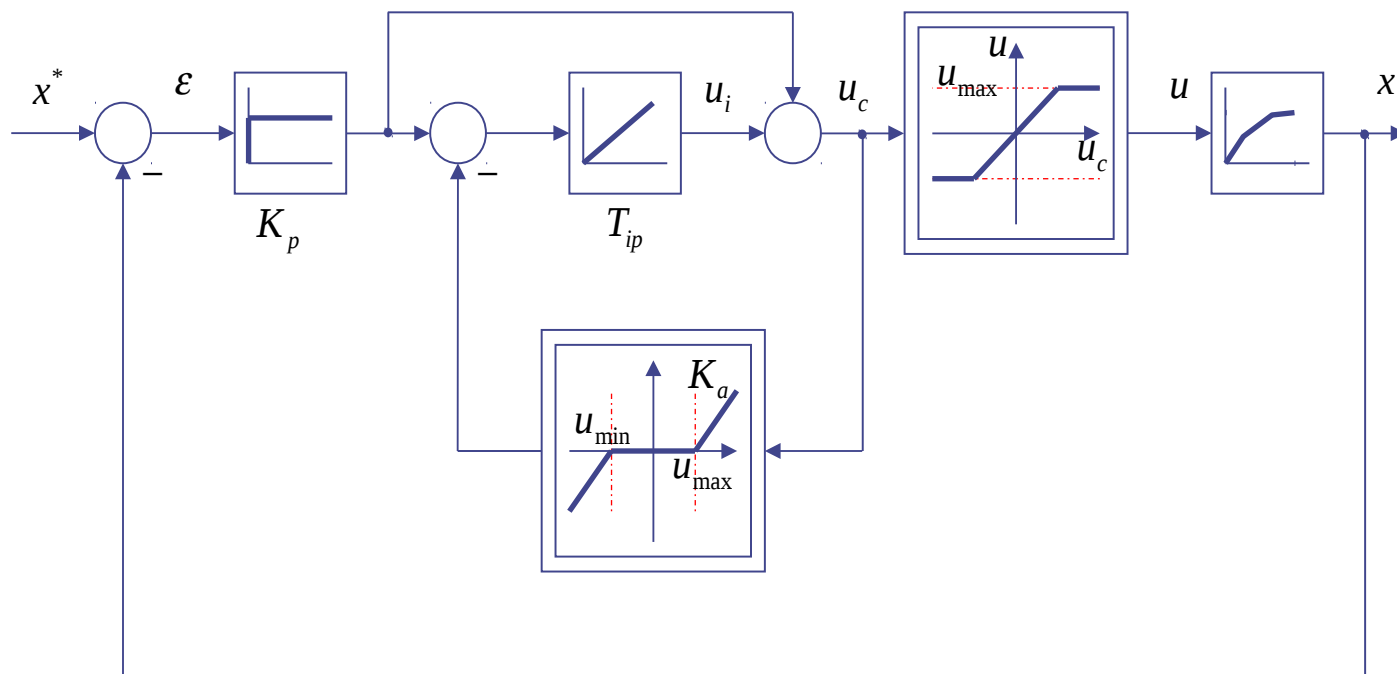 x*
ε
K_p
u_i
T_ip
u_c
u
u_max
u_c
u
x
K_a
u_min
u_max
−
−